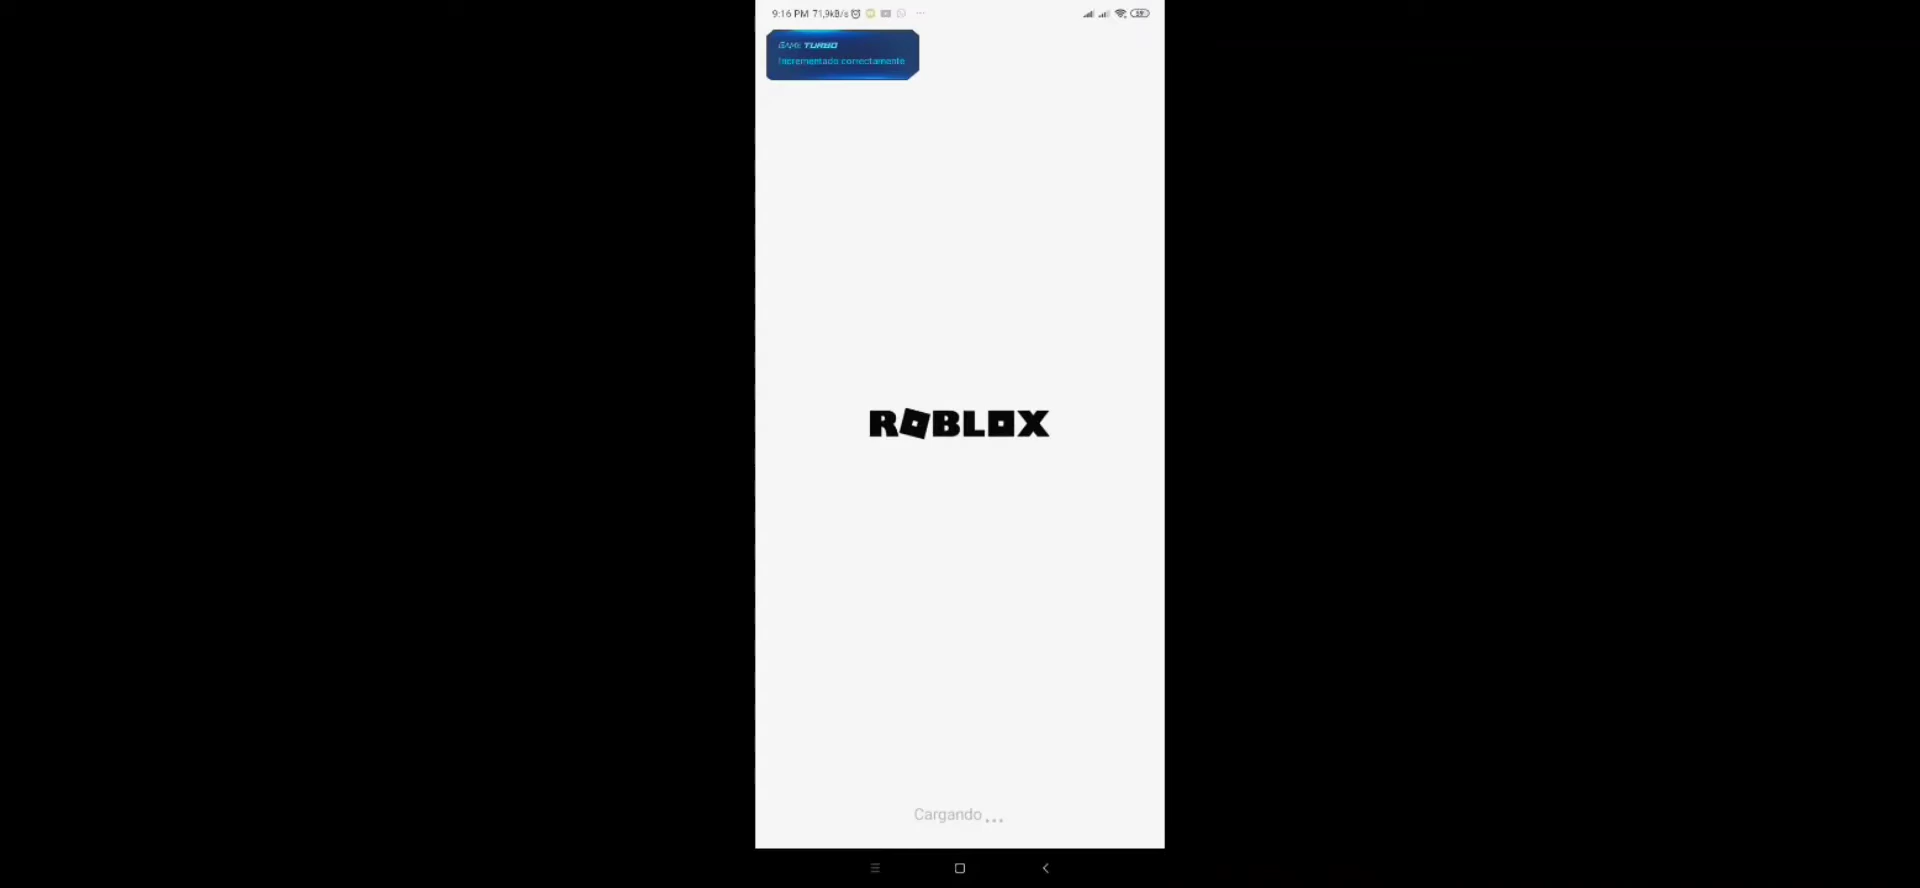 9:16 PM 71,9kB/s
GAME TURBO
Incrementado correctamente
ROBLOX
Cargando...